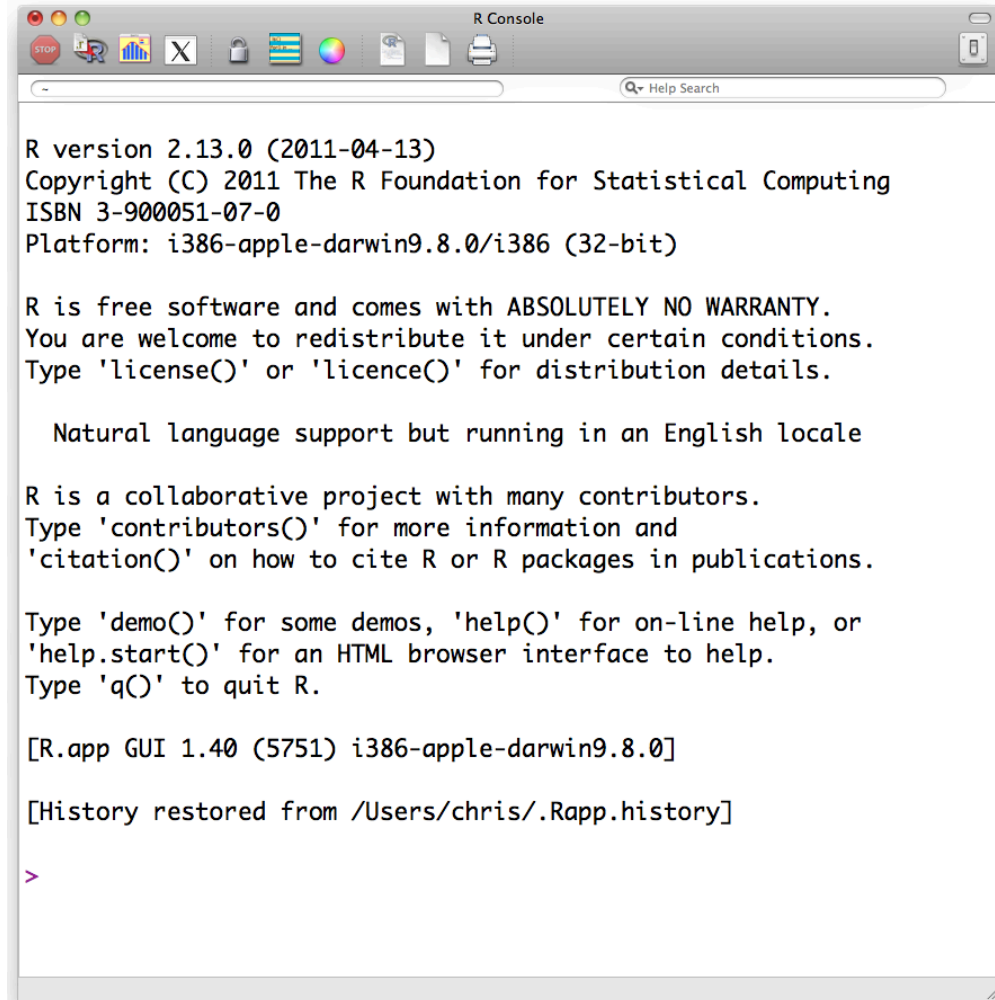 R Console
STOP
R
X
R
~
Help Search
R version 2.13.0 (2011-04-13)
Copyright (C) 2011 The R Foundation for Statistical Computing
ISBN 3-900051-07-0
Platform: i386-apple-darwin9.8.0/i386 (32-bit)
R is free software and comes with ABSOLUTELY NO WARRANTY.
You are welcome to redistribute it under certain conditions.
Type 'license()' or 'licence()' for distribution details.
Natural language support but running in an English locale
R is a collaborative project with many contributors.
Type 'contributors()' for more information and
'citation()' on how to cite R or R packages in publications.
Type 'demo()' for some demos, 'help()' for on-line help, or
'help.start()' for an HTML browser interface to help.
Type 'q()' to quit R.
[R.app GUI 1.40 (5751) i386-apple-darwin9.8.0]
[History restored from /Users/chris/.Rapp.history]
>